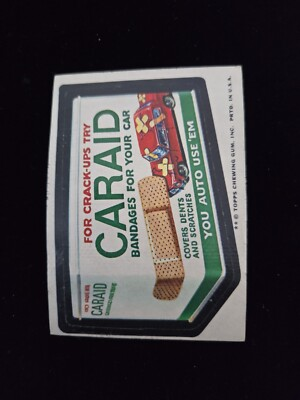 FOR CRACK-UPS TRY
CARAID
BANDAGES FOR YOUR CAR
COVERS DENTS
AND SCRATCHES
YOU AUTO USE 'EM
CARAID
** © TOPPS CHEWING GUM, INC. PRTD. IN U.S.A.